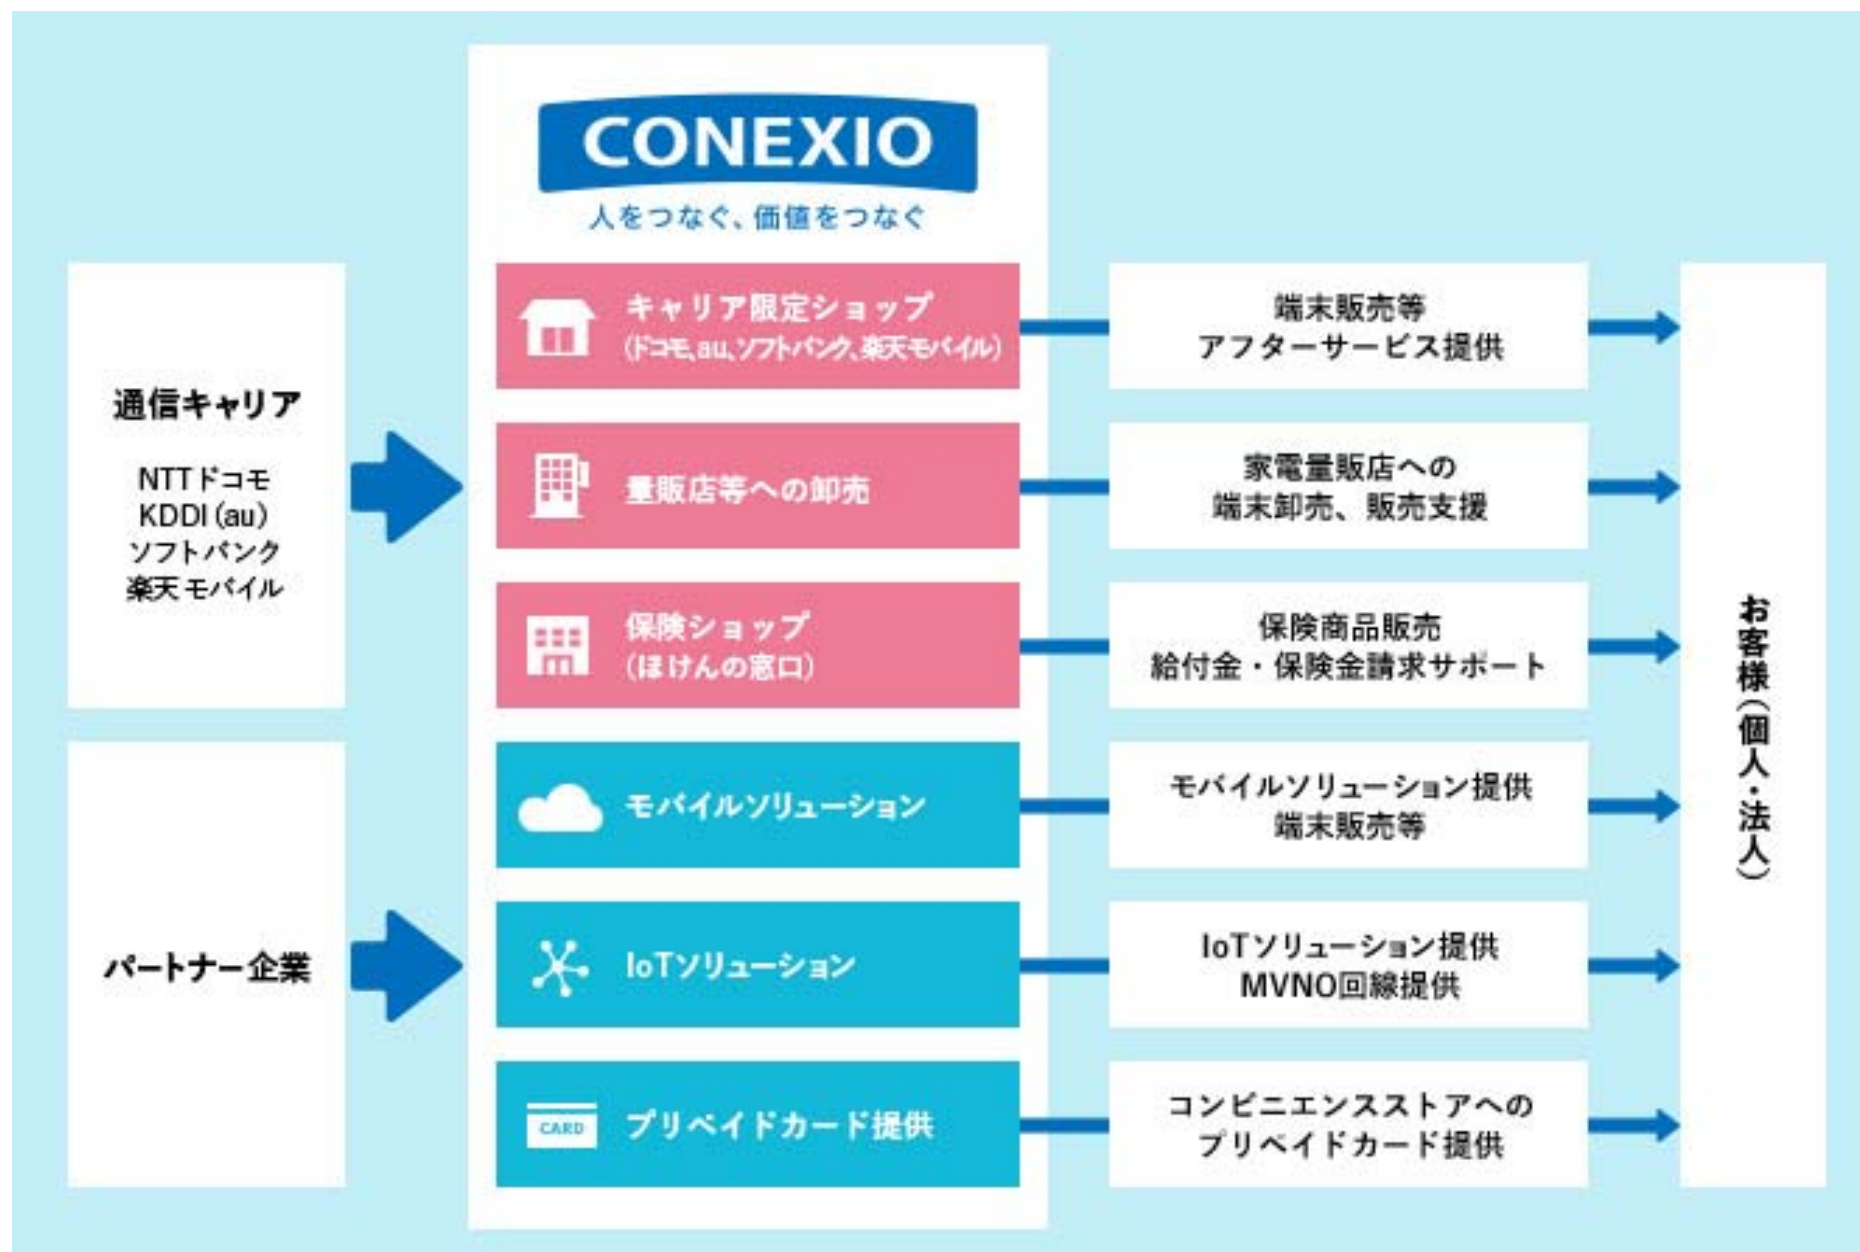 CONEXIO
人をつなぐ、価値をつなぐ
通信キャリア
NTTドコモ
KDDI(au)
ソフトバンク
楽天モバイル
パートナー企業
キャリア限定ショップ
(ドコモ、au、ソフトバンク、楽天モバイル)
量販店等への卸売
保険ショップ
(ほけんの窓口)
モバイルソリューション
IoTソリューション
CARD
プリペイドカード提供
端末販売等
アフターサービス提供
家電量販店への
端末卸売、販売支援
保険商品販売
給付金・保険金請求サポート
モバイルソリューション提供
端末販売等
IoTソリューション提供
MVNO回線提供
コンビニエンスストアへの
プリペイドカード提供
お客様(個人・法人)